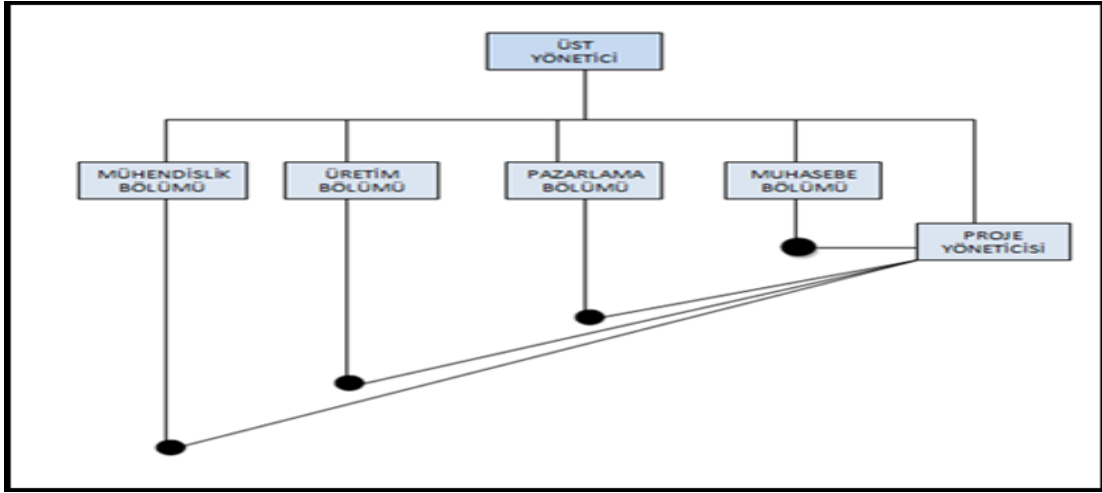 ÜST
YÖNETİCİ
MÜHENDİSLİK
BÖLÜMÜ
ÜRETİM
BÖLÜMÜ
PAZARLAMA
BÖLÜMÜ
MUHASEBE
BÖLÜMÜ
PROJE
YÖNETİCİSİ